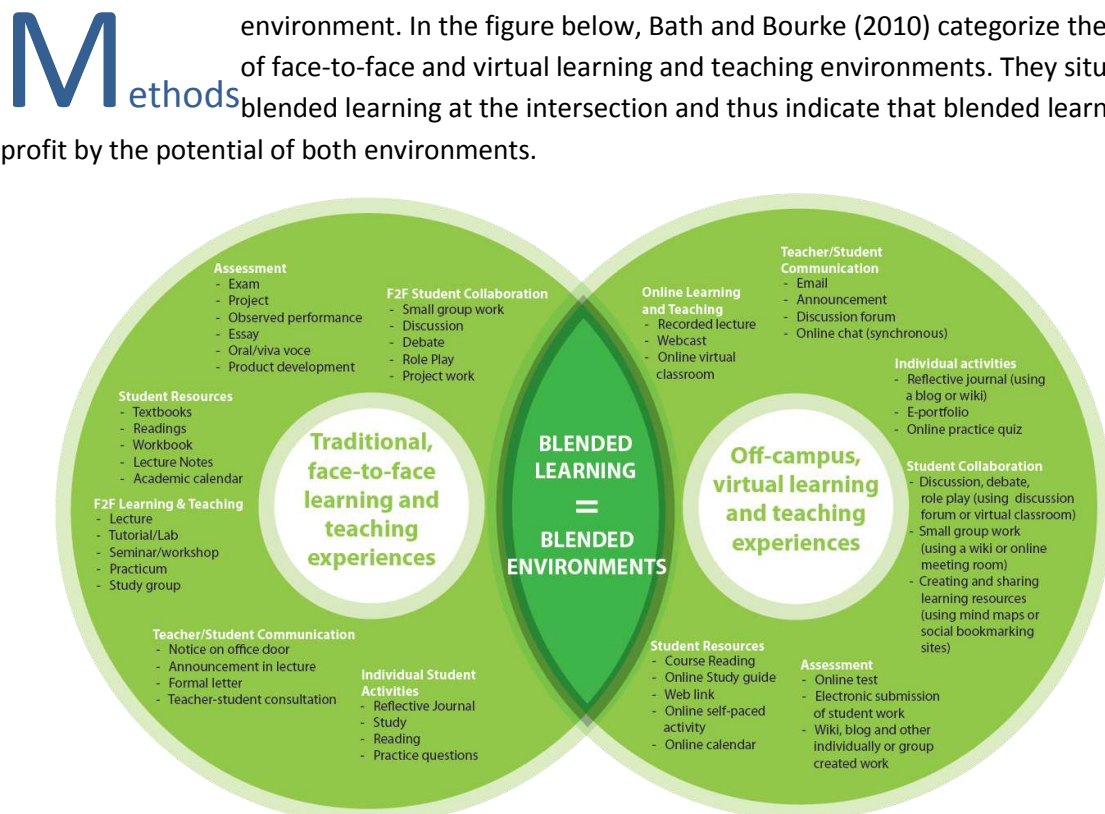 environment. In the figure below, Bath and Bourke (2010) categorize the
Methods
of face-to-face and virtual learning and teaching environments. They situ
blended learning at the intersection and thus indicate that blended learn
profit by the potential of both environments.
Assessment
- Exam
- Project
- Observed performance
- Essay
- Oral/viva voce
- Product development
F2F Student Collaboration
- Small group work
- Discussion
- Debate
- Role Play
- Project work
Student Resources
- Textbooks
- Readings
- Workbook
- Lecture Notes
- Academic calendar
F2F Learning & Teaching
- Lecture
- Tutorial/Lab
- Seminar/workshop
- Practicum
- Study group
Traditional,
face-to-face
learning and
teaching
experiences
Teacher/Student Communication
- Notice on office door
- Announcement in lecture
- Formal letter
- Teacher-student consultation
Individual Student
Activities
- Reflective Journal
- Study
- Reading
- Practice questions
BLENDED
LEARNING
=
BLENDED
ENVIRONMENTS
Online Learning
and Teaching
- Recorded lecture
- Webcast
- Online virtual
classroom
Teacher/Student
Communication
- Email
- Announcement
- Discussion forum
- Online chat (synchronous)
Individual activities
- Reflective journal (using
a blog or wiki)
- E-portfolio
- Online practice quiz
Off-campus,
virtual learning
and teaching
experiences
Student Collaboration
- Discussion, debate,
role play (using discussion
forum or virtual classroom)
- Small group work
(using a wiki or online
meeting room)
- Creating and sharing
learning resources
(using mind maps or
social bookmarking
sites)
Student Resources
- Course Reading
- Online Study guide
- Web link
- Online self-paced
activity
- Online calendar
Assessment
- Online test
- Electronic submission
of student work
- Wiki, blog and other
individually or group
created work